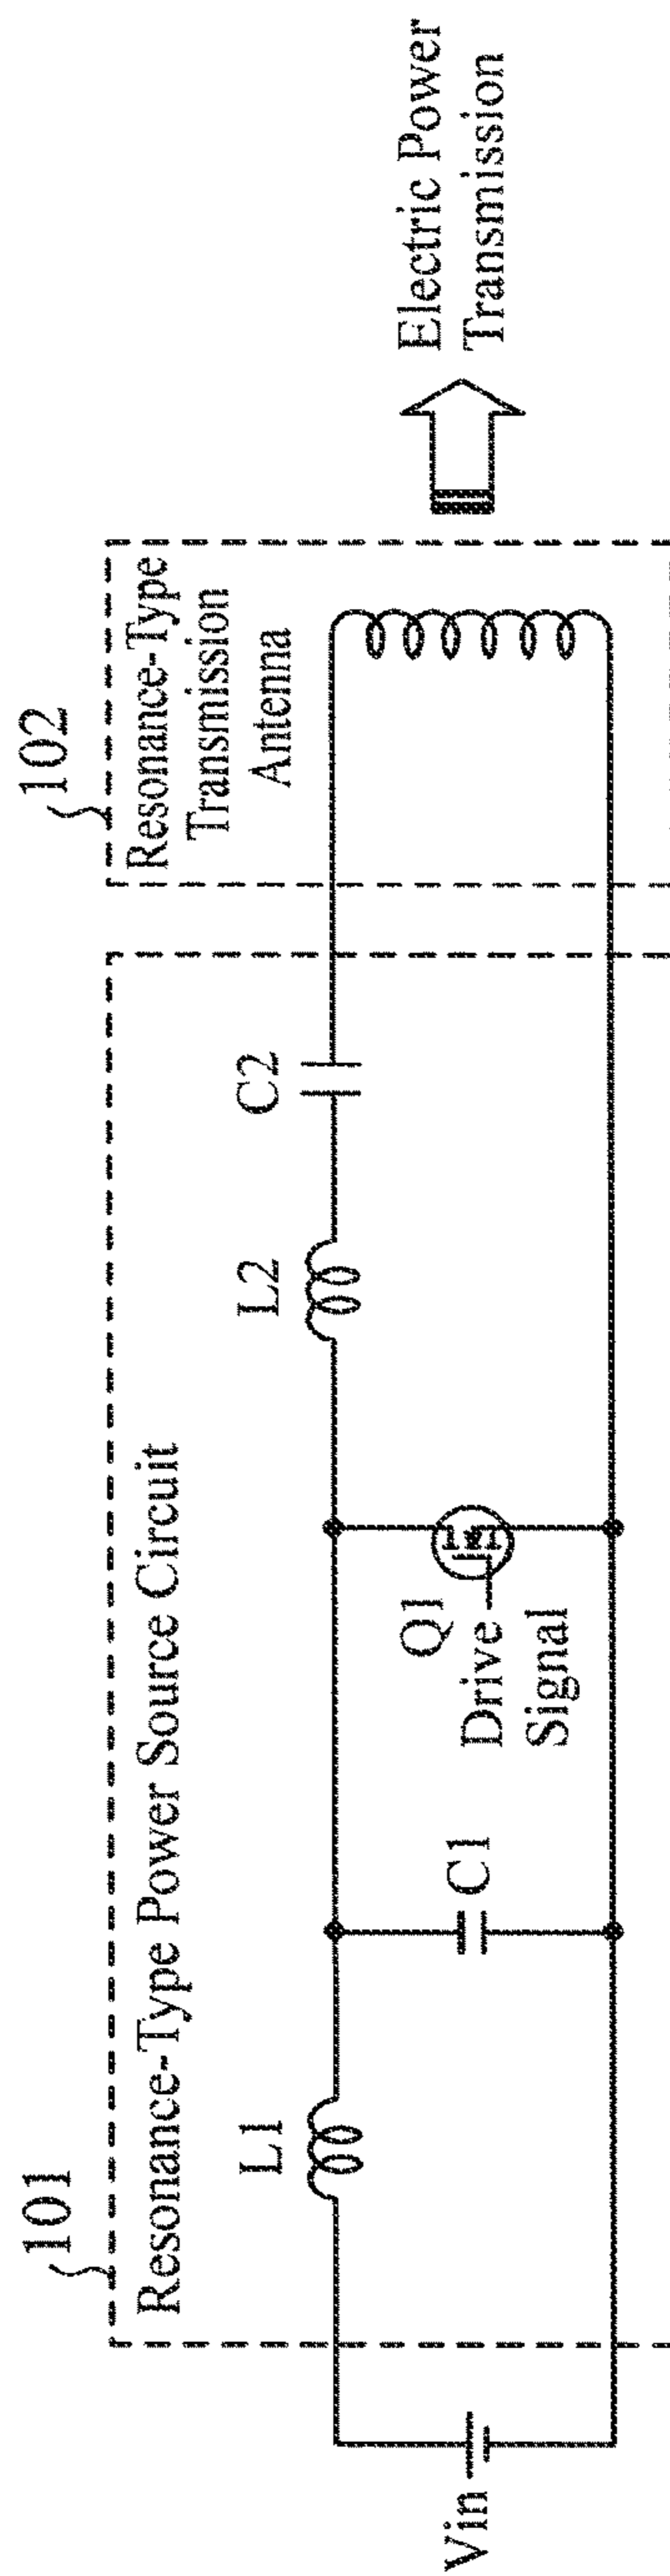 101
102
Resonance-Type Power Source Circuit
Resonance-Type
Transmission
Antenna
L1
L2
C2
C1
Q1
Drive
Signal
Vin
Electric Power
Transmission